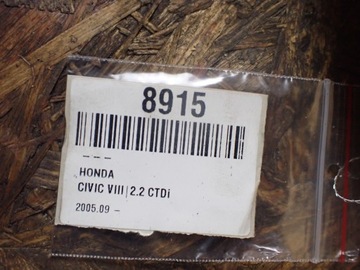 8915
– – –
HONDA
CIVIC VIII|2.2 CTDi
2005.09 –